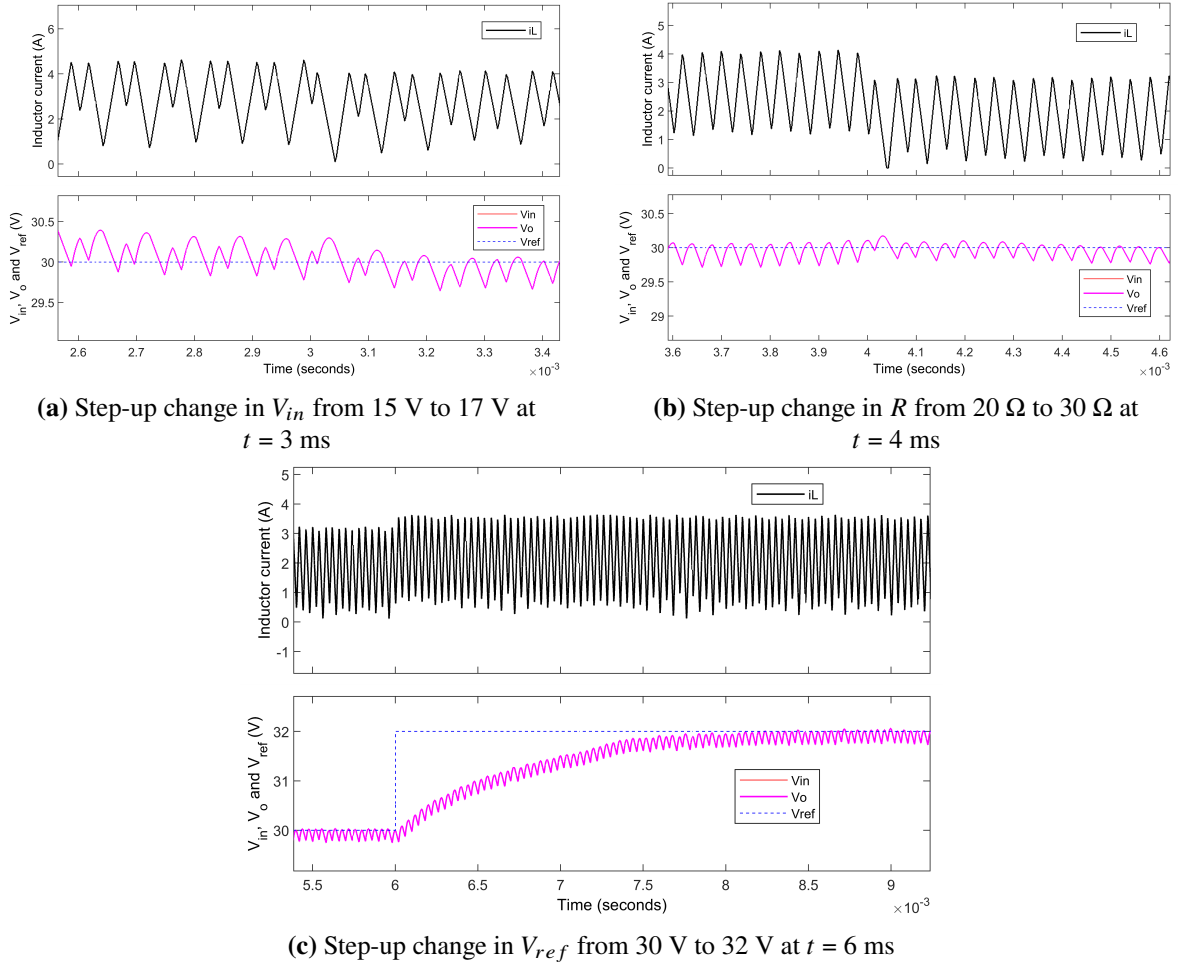 6
4
2
0
Inductor current (A)
iL
30.5
30
29.5
V_in, V_o and V_ref (V)
Vin
Vo
Vref
2.6 2.7 2.8 2.9 3 3.1 3.2 3.3 3.4
Time (seconds)
×10⁻³
(a) Step-up change in V_in from 15 V to 17 V at
t = 3 ms
5
4
3
2
1
0
Inductor current (A)
iL
30.5
30
29.5
29
V_in, V_o and V_ref (V)
Vin
Vo
Vref
3.6 3.7 3.8 3.9 4 4.1 4.2 4.3 4.4 4.5 4.6
Time (seconds)
×10⁻³
(b) Step-up change in R from 20 Ω to 30 Ω at
t = 4 ms
5
4
3
2
1
0
-1
Inductor current (A)
iL
32
31
30
V_in, V_o and V_ref (V)
Vin
Vo
Vref
5.5 6 6.5 7 7.5 8 8.5 9
Time (seconds)
×10⁻³
(c) Step-up change in V_ref from 30 V to 32 V at t = 6 ms